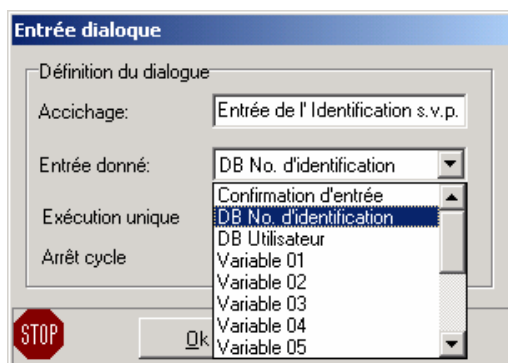 Entrée dialoque
Définition du dialogue
Accichage:
Entrée de l' Identification s.v.p.
Entrée donné:
DB No. d'identification
Confirmation d'entrée
DB No. d'identification
DB Utilisateur
Variable 01
Variable 02
Variable 03
Variable 04
Variable 05
Exécution unique
Arrêt cycle
STOP
Ok